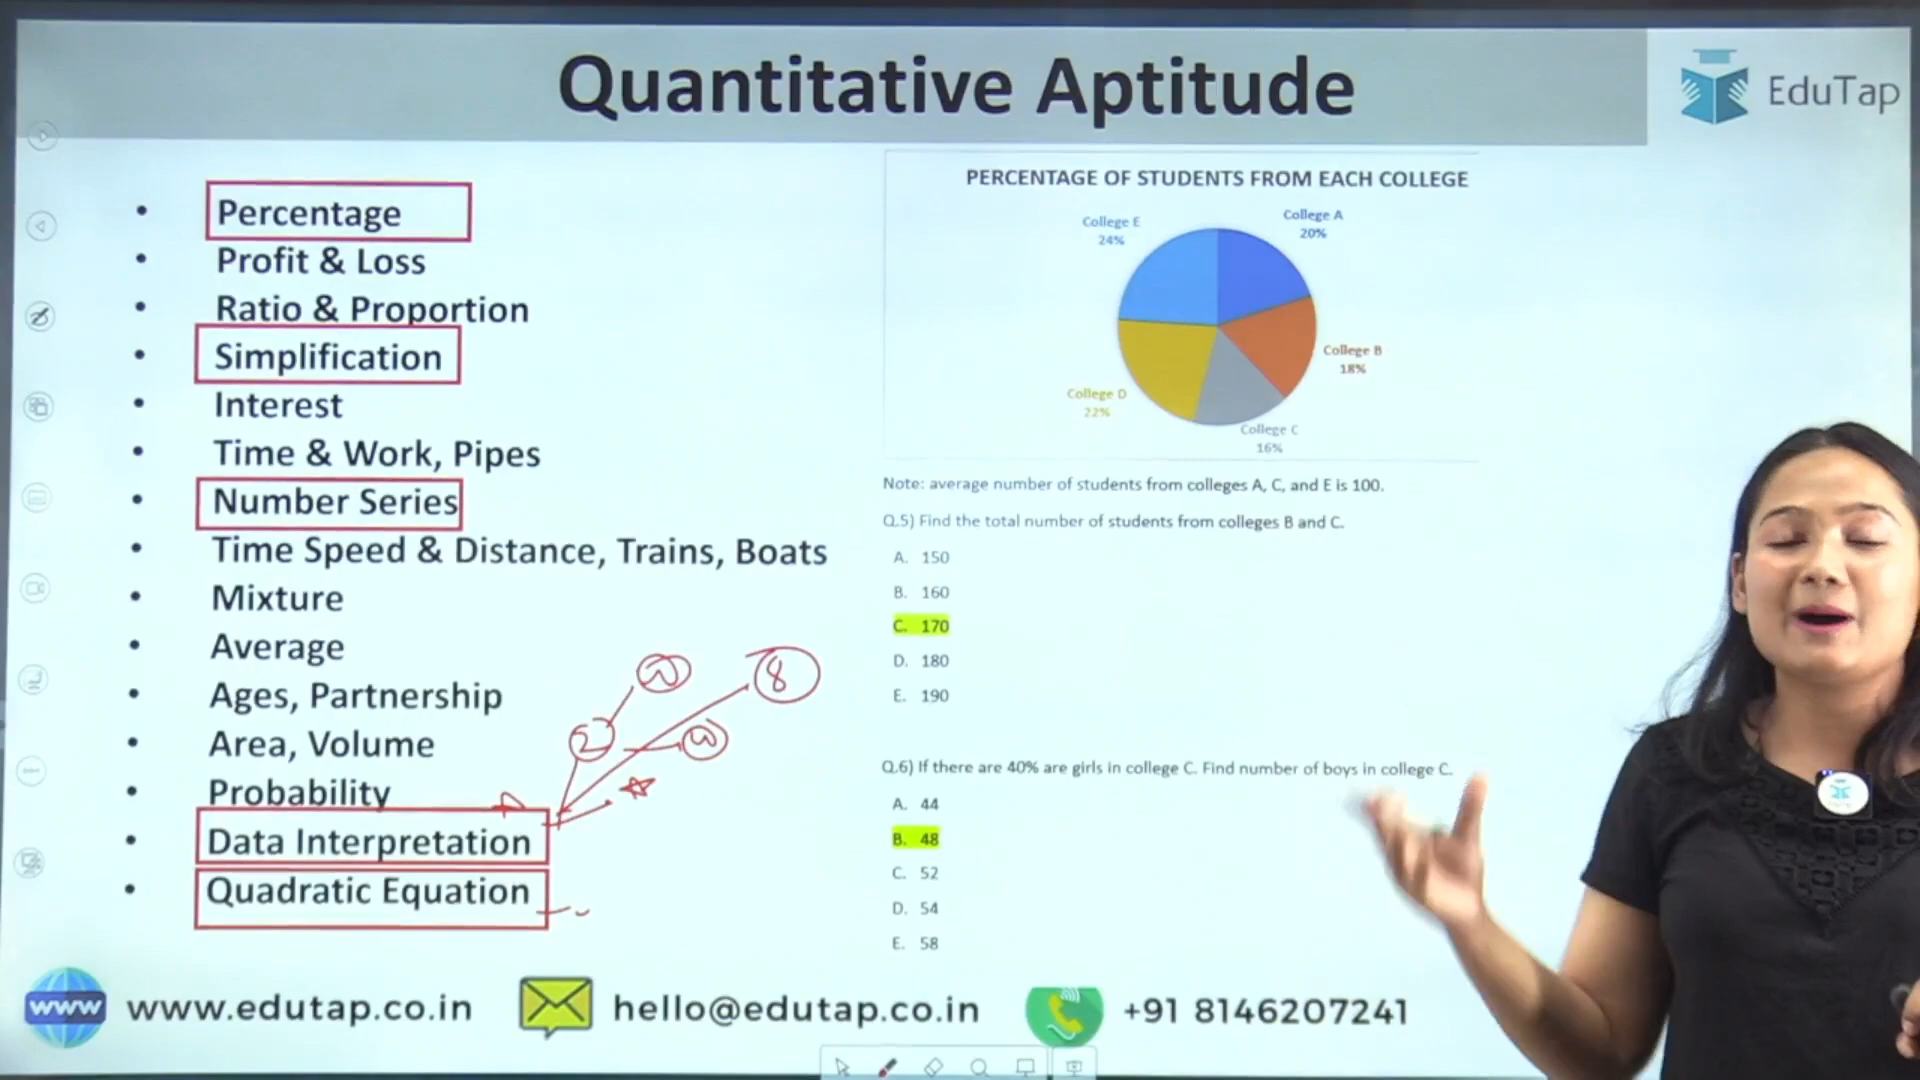 Quantitative Aptitude
EduTap
• Percentage
• Profit & Loss
• Ratio & Proportion
• Simplification
• Interest
• Time & Work, Pipes
• Number Series
• Time Speed & Distance, Trains, Boats
• Mixture
• Average
• Ages, Partnership
• Area, Volume
• Probability
• Data Interpretation
• Quadratic Equation
2
8
PERCENTAGE OF STUDENTS FROM EACH COLLEGE
College E
24%
College A
20%
College B
18%
College D
22%
College C
16%
Note: average number of students from colleges A, C, and E is 100.
Q.5) Find the total number of students from colleges B and C.
A. 150
B. 160
C. 170
D. 180
E. 190
Q.6) If there are 40% are girls in college C. Find number of boys in college C.
A. 44
B. 48
C. 52
D. 54
E. 58
www
www.edutap.co.in
hello@edutap.co.in
+91 8146207241